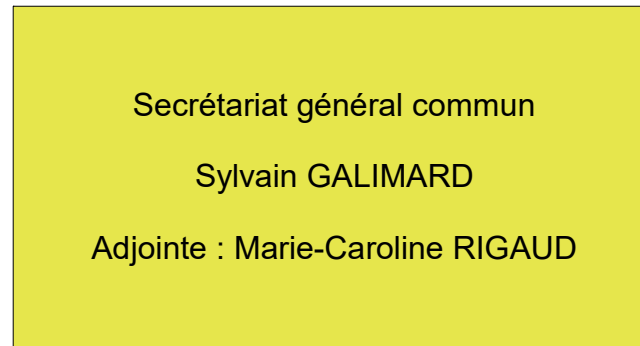 Secrétariat général commun
Sylvain GALIMARD
Adjointe : Marie-Caroline RIGAUD